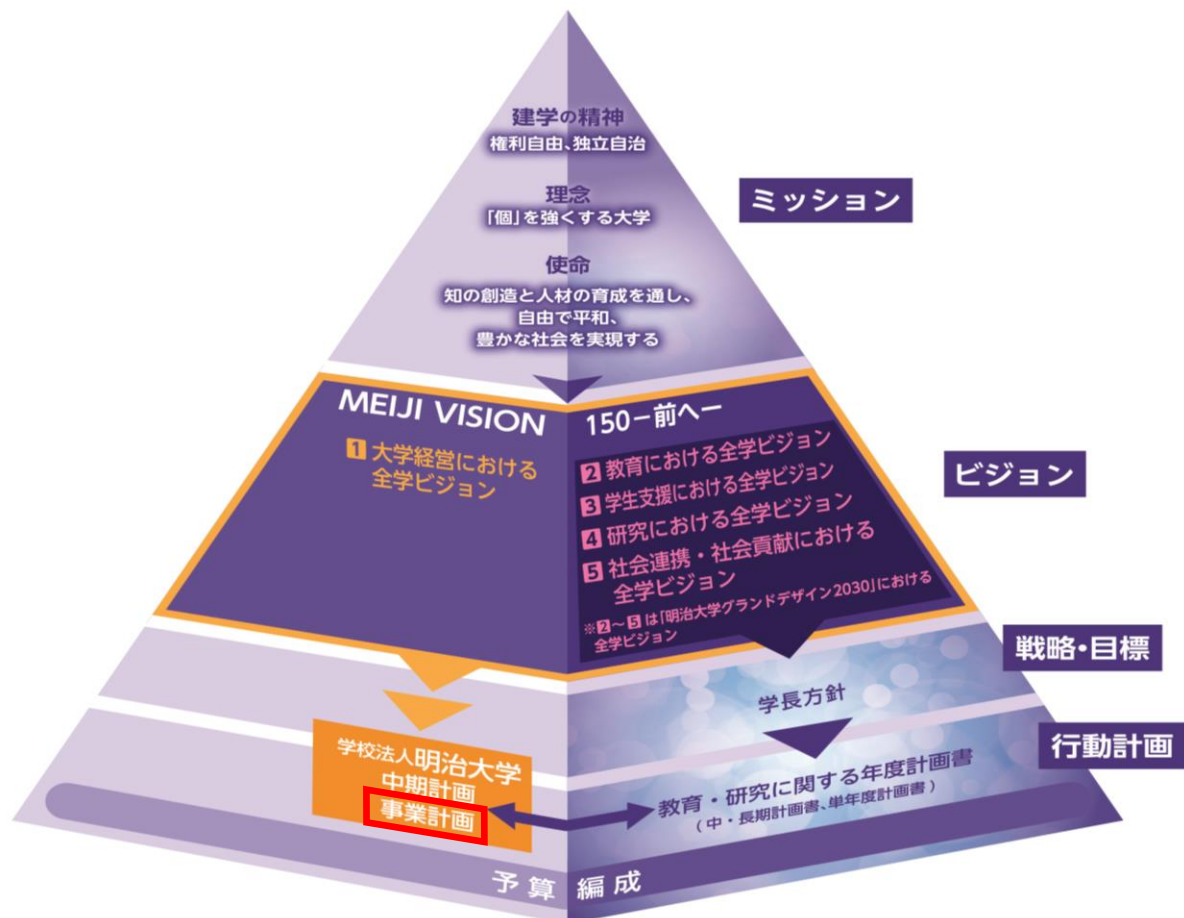 建学の精神
権利自由、独立自治
理念
「個」を強くする大学
使命
知の創造と人材の育成を通し、
自由で平和、
豊かな社会を実現する
ミッション
MEIJI VISION 150−前へ−
1 大学経営における
全学ビジョン
2 教育における全学ビジョン
3 学生支援における全学ビジョン
4 研究における全学ビジョン
5 社会連携・社会貢献における
全学ビジョン
※2〜5は「明治大学グランドデザイン2030」における
全学ビジョン
ビジョン
戦略・目標
学長方針
行動計画
学校法人明治大学
中期計画
事業計画
教育・研究に関する年度計画書
(中・長期計画書、単年度計画書)
予算編成